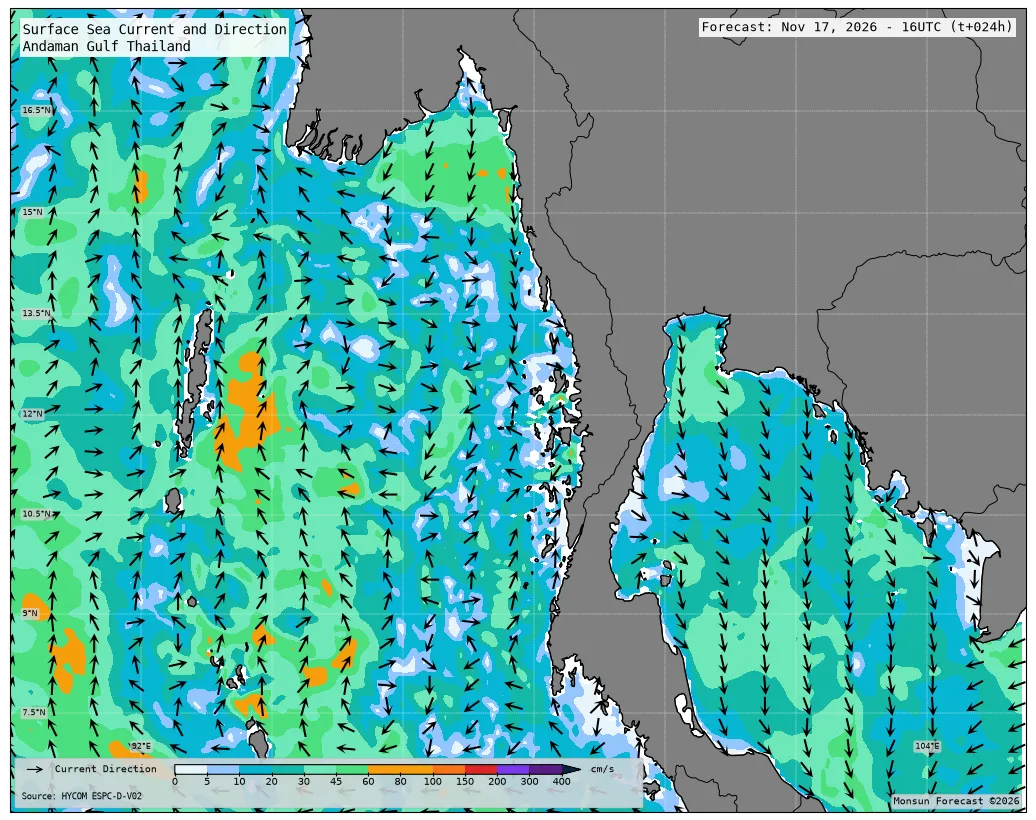 Surface Sea Current and Direction
Andaman Gulf Thailand
Forecast: Nov 17, 2026 - 16UTC (t+024h)
16.5°N
15°N
13.5°N
12°N
10.5°N
9°N
7.5°N
92°E
104°E
Current Direction
0 5 10 20 30 45 60 80 100 150 200 300 400 cm/s
Source: HYCOM ESPC-D-V02
Monsun Forecast ©2026